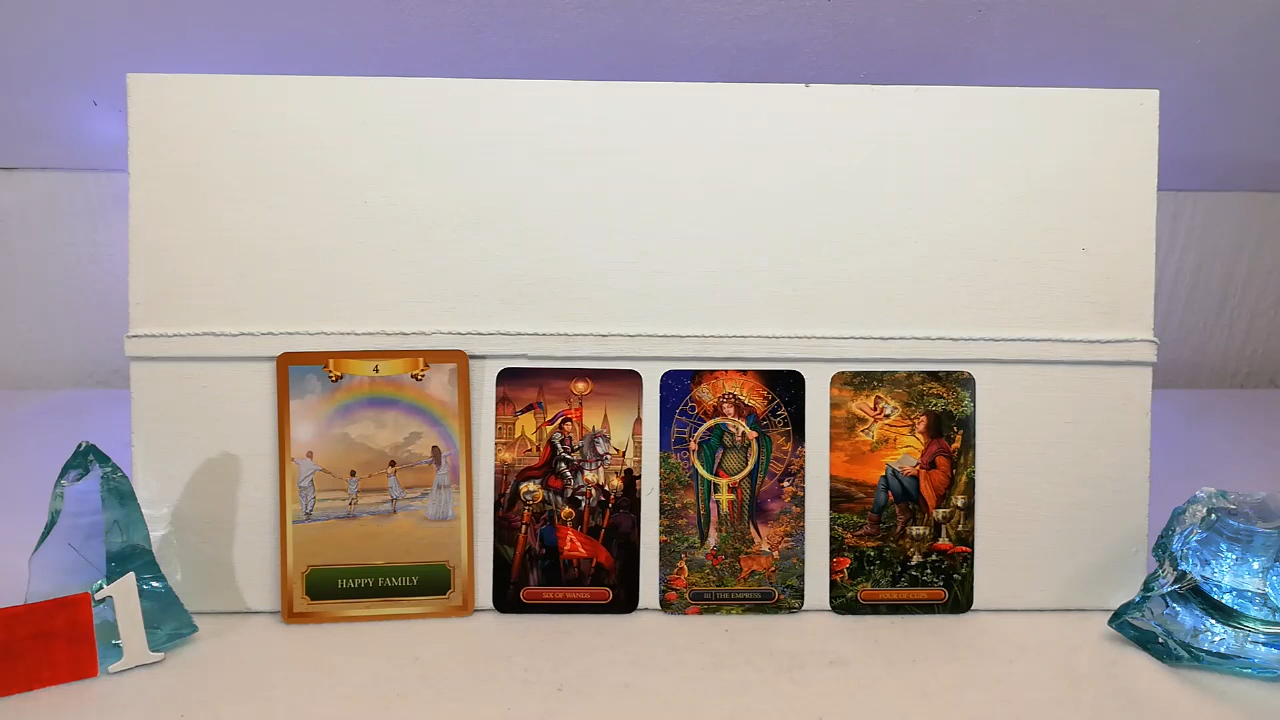 4
HAPPY FAMILY
SIX OF WANDS
III THE EMPRESS
FOUR OF CUPS
1